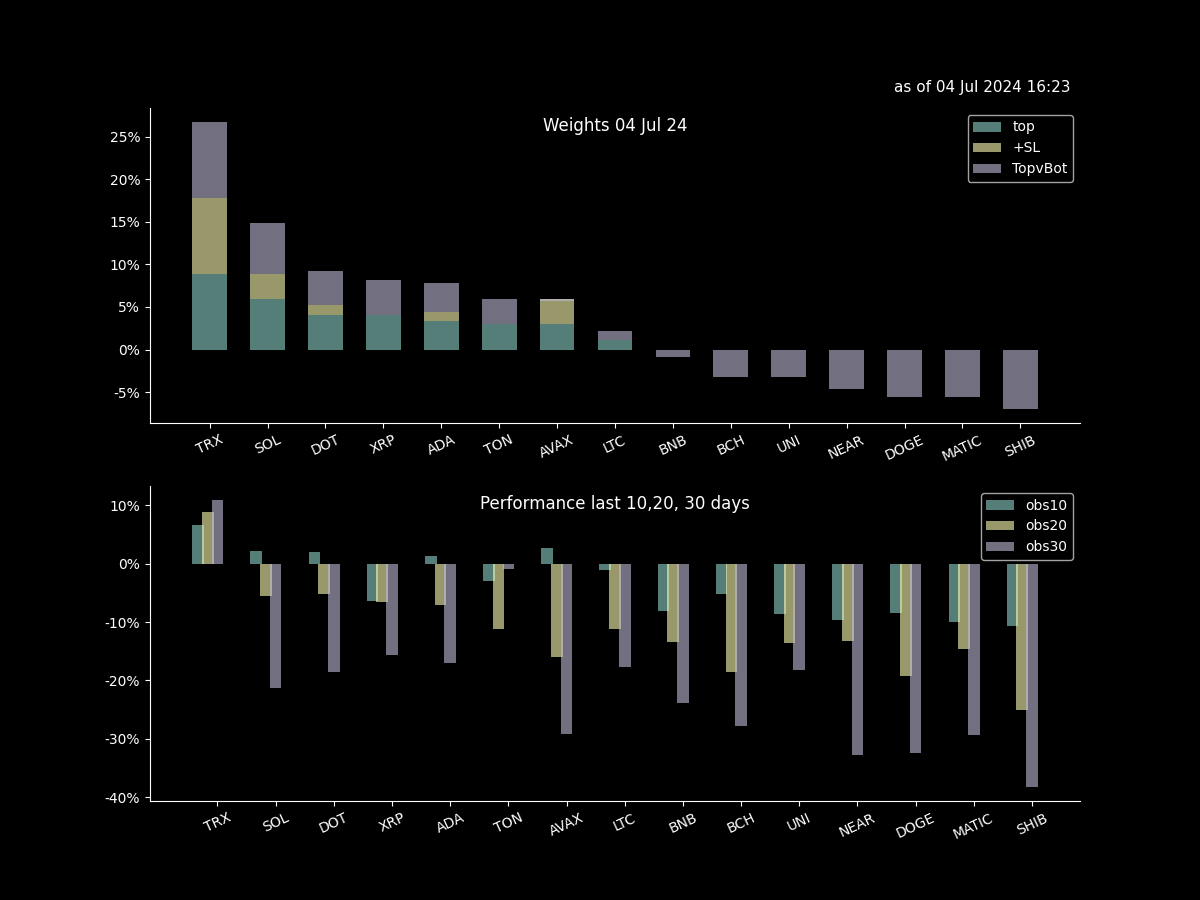 as of 04 Jul 2024 16:23
Weights 04 Jul 24
top
+SL
TopvBot
25%
20%
15%
10%
5%
0%
-5%
TRX SOL DOT XRP ADA TON AVAX LTC BNB BCH UNI NEAR DOGE MATIC SHIB
Performance last 10,20, 30 days
obs10
obs20
obs30
10%
0%
-10%
-20%
-30%
-40%
TRX SOL DOT XRP ADA TON AVAX LTC BNB BCH UNI NEAR DOGE MATIC SHIB